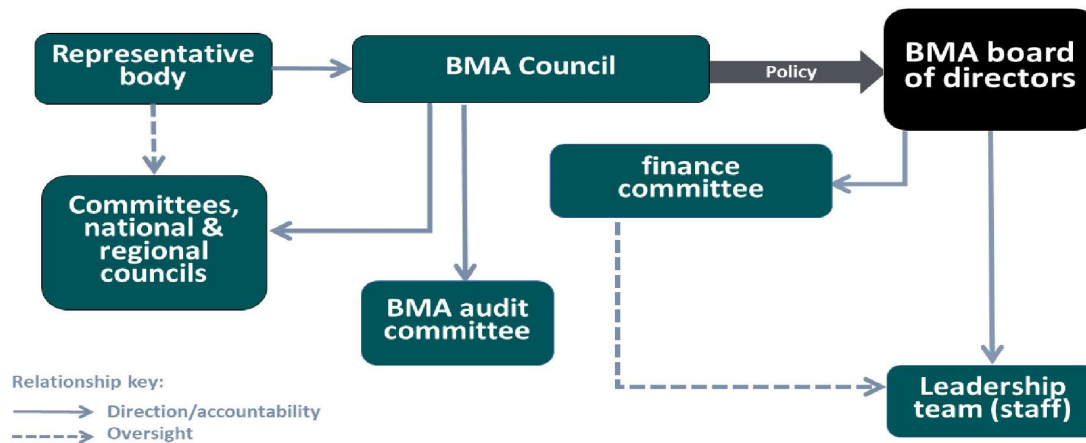 Representative
body
BMA Council
Policy
BMA board
of directors
finance
committee
Committees,
national &
regional
councils
BMA audit
committee
Leadership
team (staff)
Relationship key:
Direction/accountability
Oversight